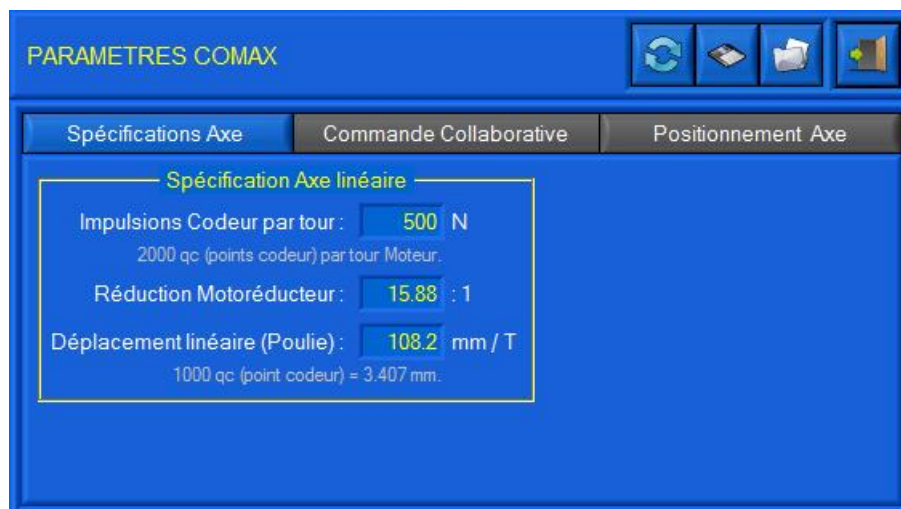 PARAMETRES COMAX
Spécifications Axe
Commande Collaborative
Positionnement Axe
Spécification Axe linéaire
Impulsions Codeur par tour : 500 N
2000 qc (points codeur) par tour Moteur.
Réduction Motoréducteur : 15.88 : 1
Déplacement linéaire (Poulie) : 108.2 mm / T
1000 qc (point codeur) = 3.407 mm.